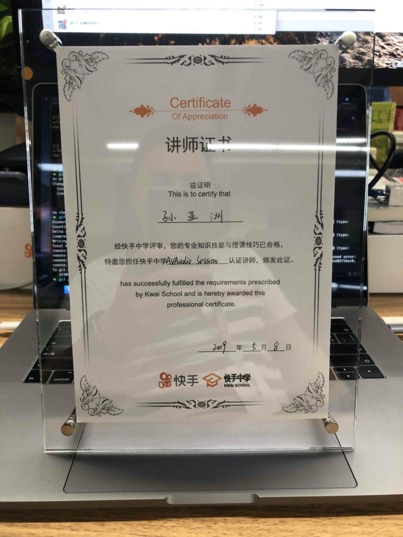 Certificate
Of Appreciation
讲师证书
兹证明
This is to certify that
孙亚洲
经快手中学评审，您的专业知识技能与授课技巧已合格，
特邀您担任快手中学AVAudio Session认证讲师，颁发此证。
has successfully fulfilled the requirements prescribed
by Kwai School and is hereby awarded this
professional certificate.
2019 年 5 月 8 日
快手 快手中学
KWAI SCHOOL